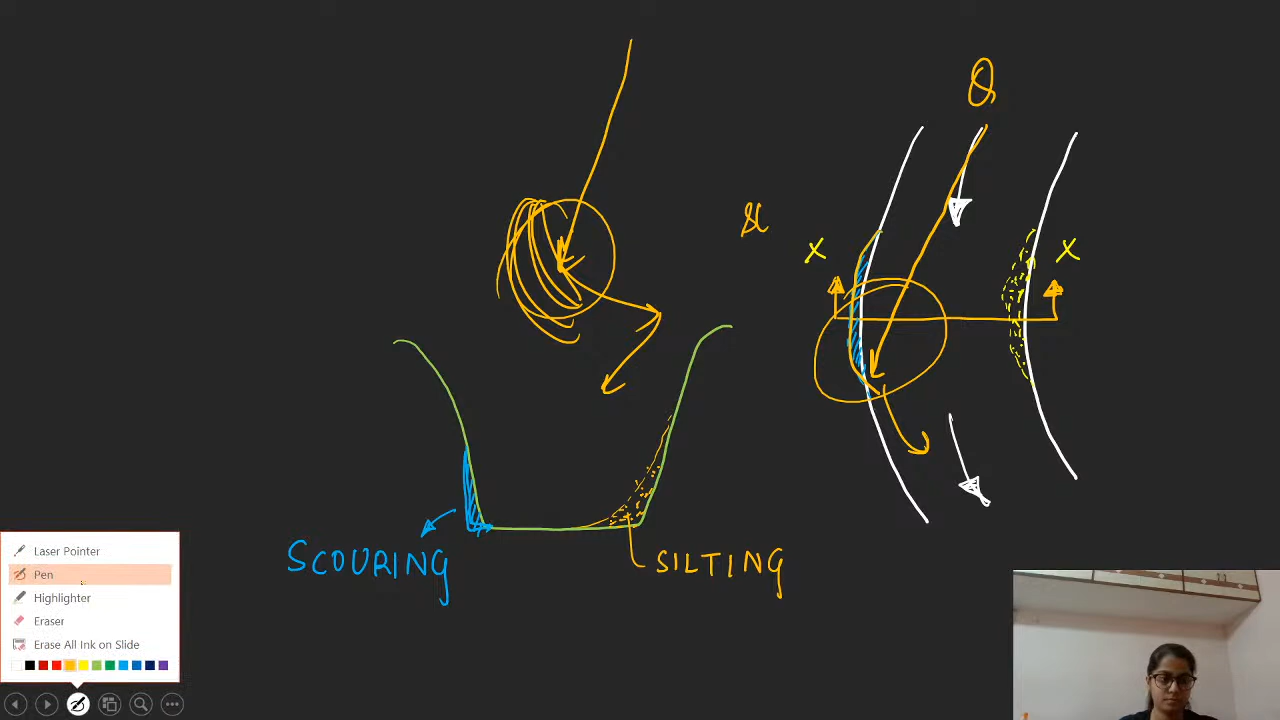 Q
X
X
SCOURING
SILTING
Laser Pointer
Pen
Highlighter
Eraser
Erase All Ink on Slide